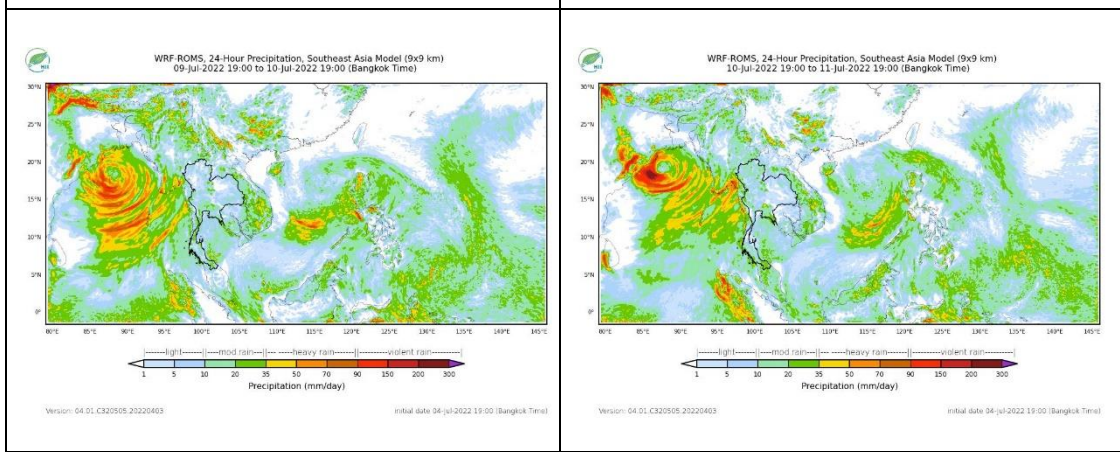 WRF-ROMS, 24-Hour Precipitation, Southeast Asia Model (9x9 km)
09-Jul-2022 19:00 to 10-Jul-2022 19:00 (Bangkok Time)
30°N
25°N
20°N
15°N
10°N
5°N
0°
80°E 85°E 90°E 95°E 100°E 105°E 110°E 115°E 120°E 125°E 130°E 135°E 140°E 145°E
|-------light-------||----mod rain----||--------heavy rain--------||--------violent rain--------|
1 5 10 20 35 50 70 90 150 200 300
Precipitation (mm/day)
Version: 04.01.C320505.20220403 initial date 04-Jul-2022 19:00 (Bangkok Time)
WRF-ROMS, 24-Hour Precipitation, Southeast Asia Model (9x9 km)
10-Jul-2022 19:00 to 11-Jul-2022 19:00 (Bangkok Time)
30°N
25°N
20°N
15°N
10°N
5°N
0°
80°E 85°E 90°E 95°E 100°E 105°E 110°E 115°E 120°E 125°E 130°E 135°E 140°E 145°E
|-------light-------||----mod rain----||--------heavy rain--------||--------violent rain--------|
1 5 10 20 35 50 70 90 150 200 300
Precipitation (mm/day)
Version: 04.01.C320505.20220403 initial date 04-Jul-2022 19:00 (Bangkok Time)